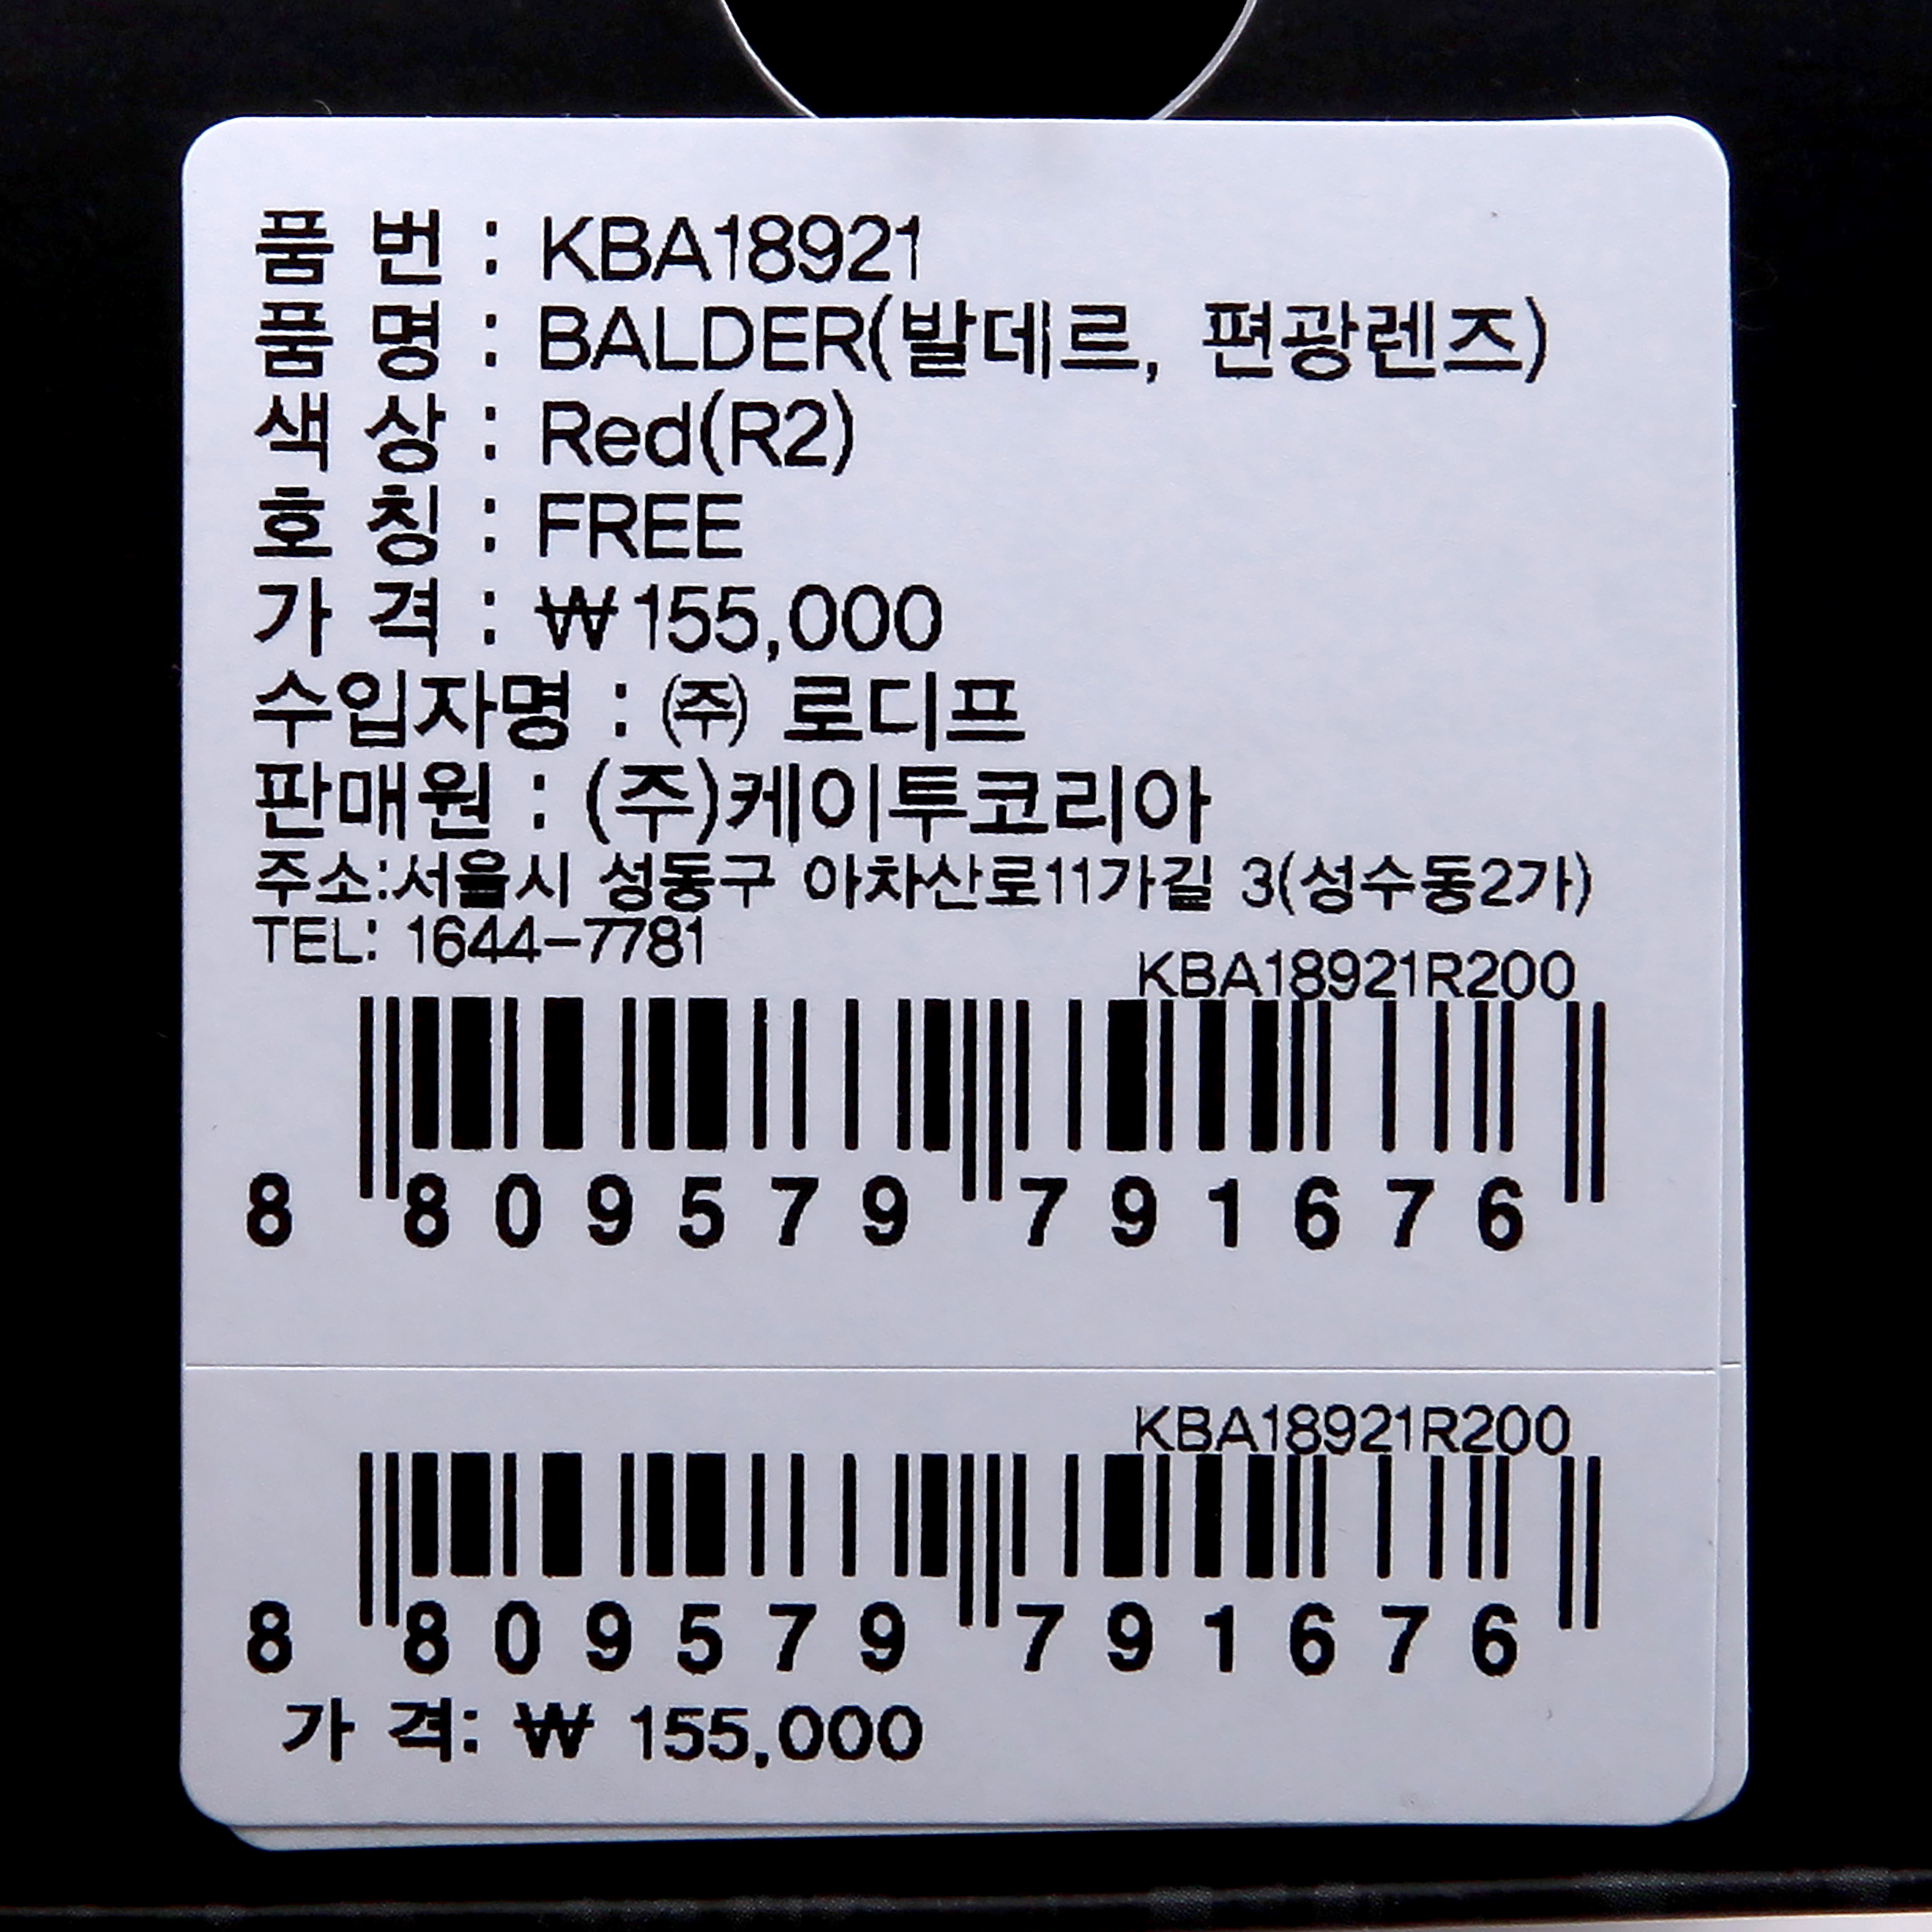 품 번 : KBA18921
품 명 : BALDER(발데르, 편광렌즈)
색 상 : Red(R2)
호 칭 : FREE
가 격 : ₩155,000
수입자명 : ㈜ 로디프
판매원 : (주)케이투코리아
주소:서울시 성동구 아차산로11가길 3(성수동2가)
TEL: 1644-7781
KBA18921R200
8 809579 791676
KBA18921R200
8 809579 791676
가 격: ₩ 155,000